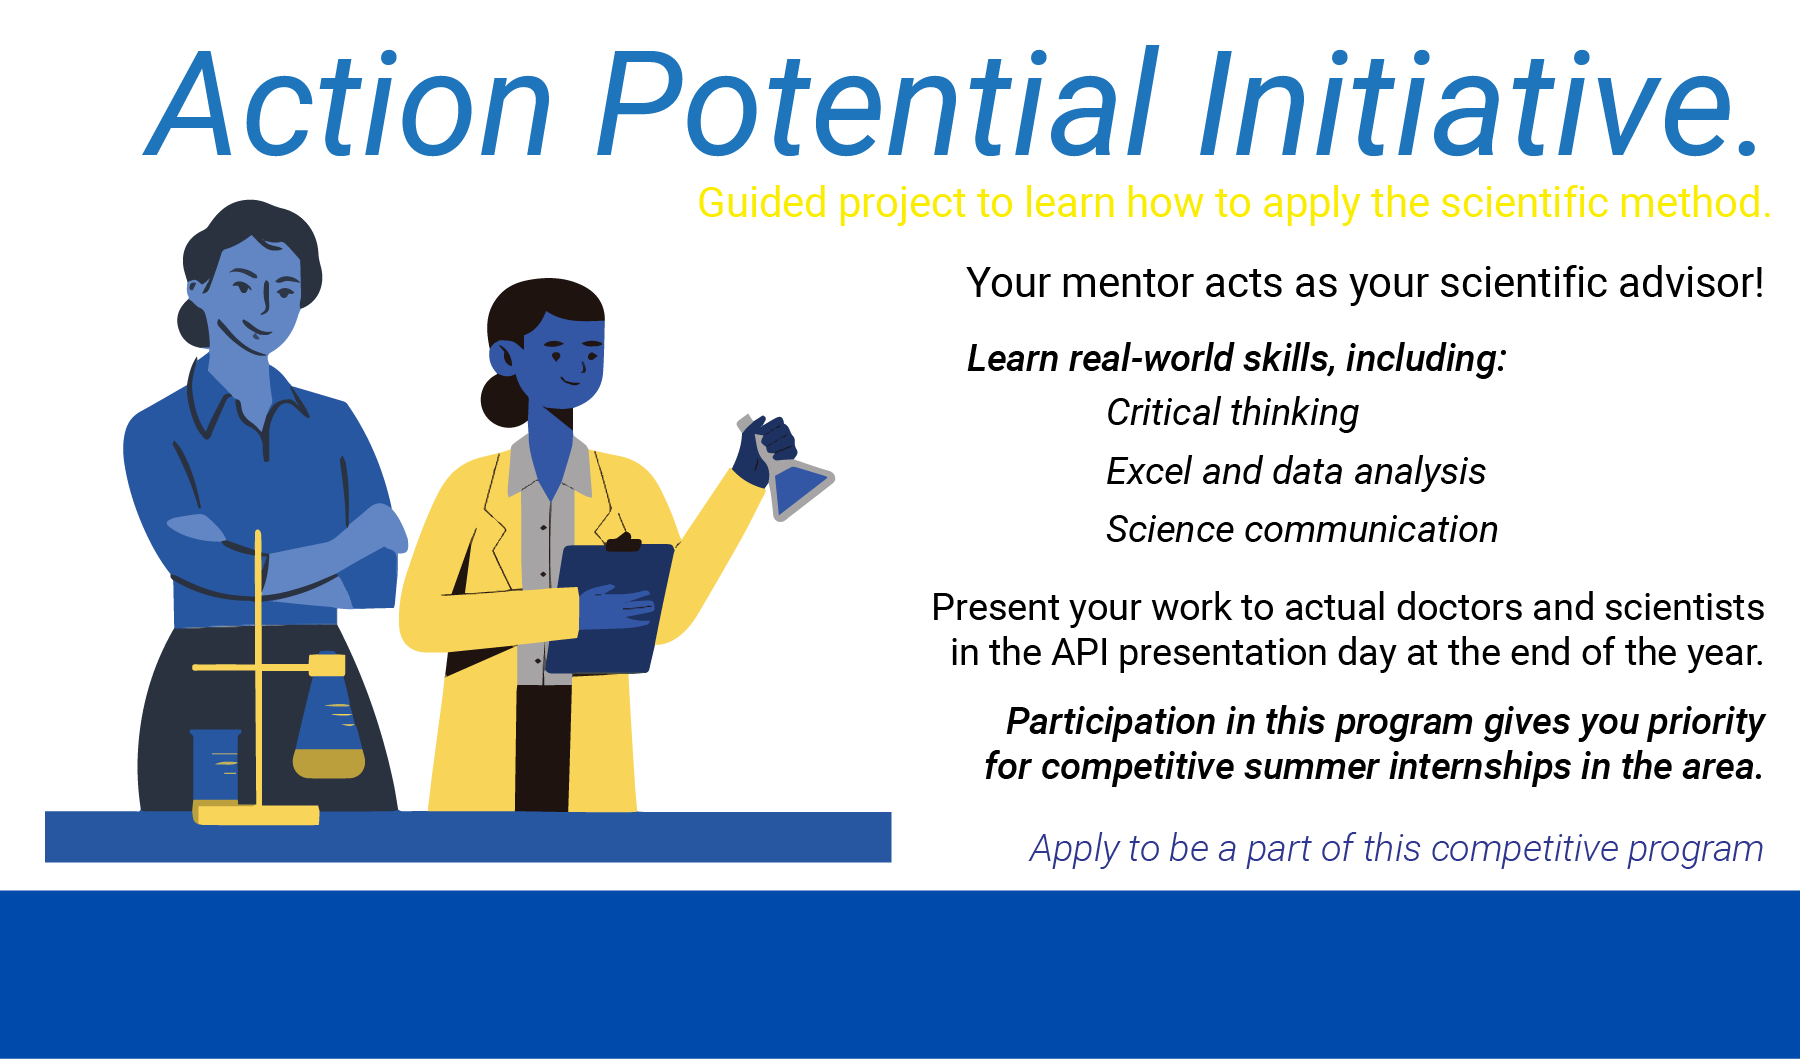 Action Potential Initiative.
Guided project to learn how to apply the scientific method.
Your mentor acts as your scientific advisor!
Learn real-world skills, including:
Critical thinking
Excel and data analysis
Science communication
Present your work to actual doctors and scientists
in the API presentation day at the end of the year.
Participation in this program gives you priority
for competitive summer internships in the area.
Apply to be a part of this competitive program